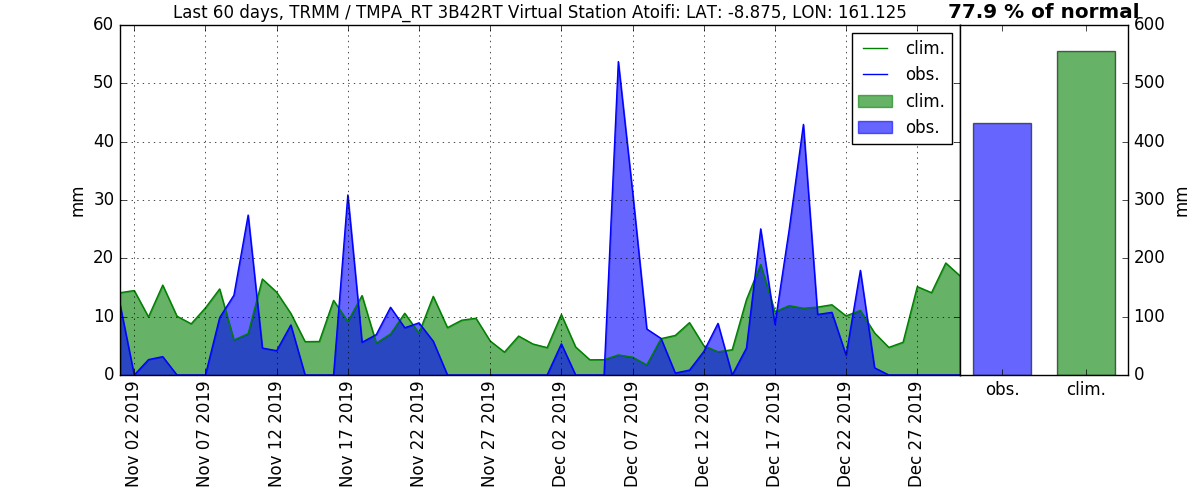 Last 60 days, TRMM / TMPA_RT 3B42RT Virtual Station Atoifi: LAT: -8.875, LON: 161.125
77.9 % of normal
60
50
40
30
20
10
0
mm
clim.
obs.
clim.
obs.
600
500
400
300
200
100
0
mm
Nov 02 2019
Nov 07 2019
Nov 12 2019
Nov 17 2019
Nov 22 2019
Nov 27 2019
Dec 02 2019
Dec 07 2019
Dec 12 2019
Dec 17 2019
Dec 22 2019
Dec 27 2019
obs.
clim.